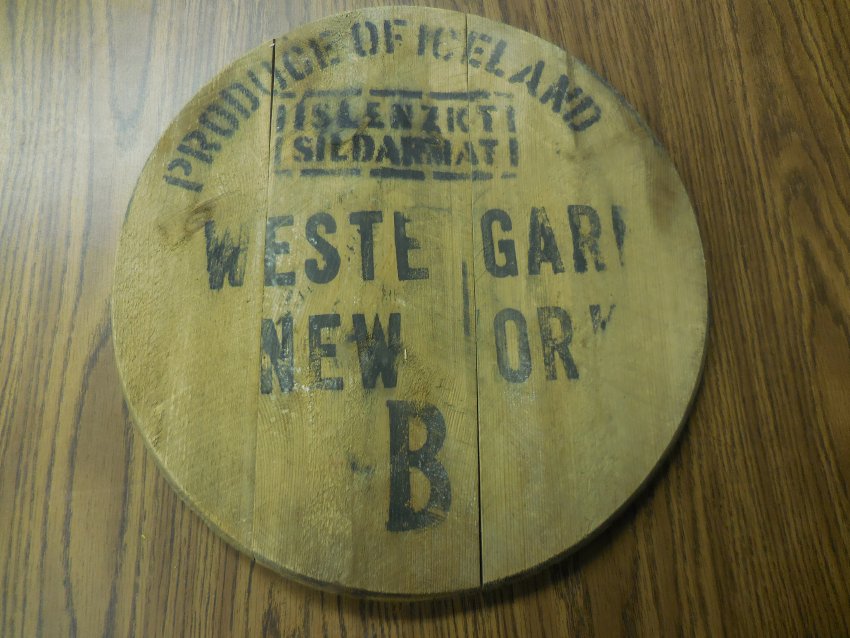 PRODUCE OF ICELAND
ISLENZKT
SILDARMAT
WESTE GAR
NEW ORK
B